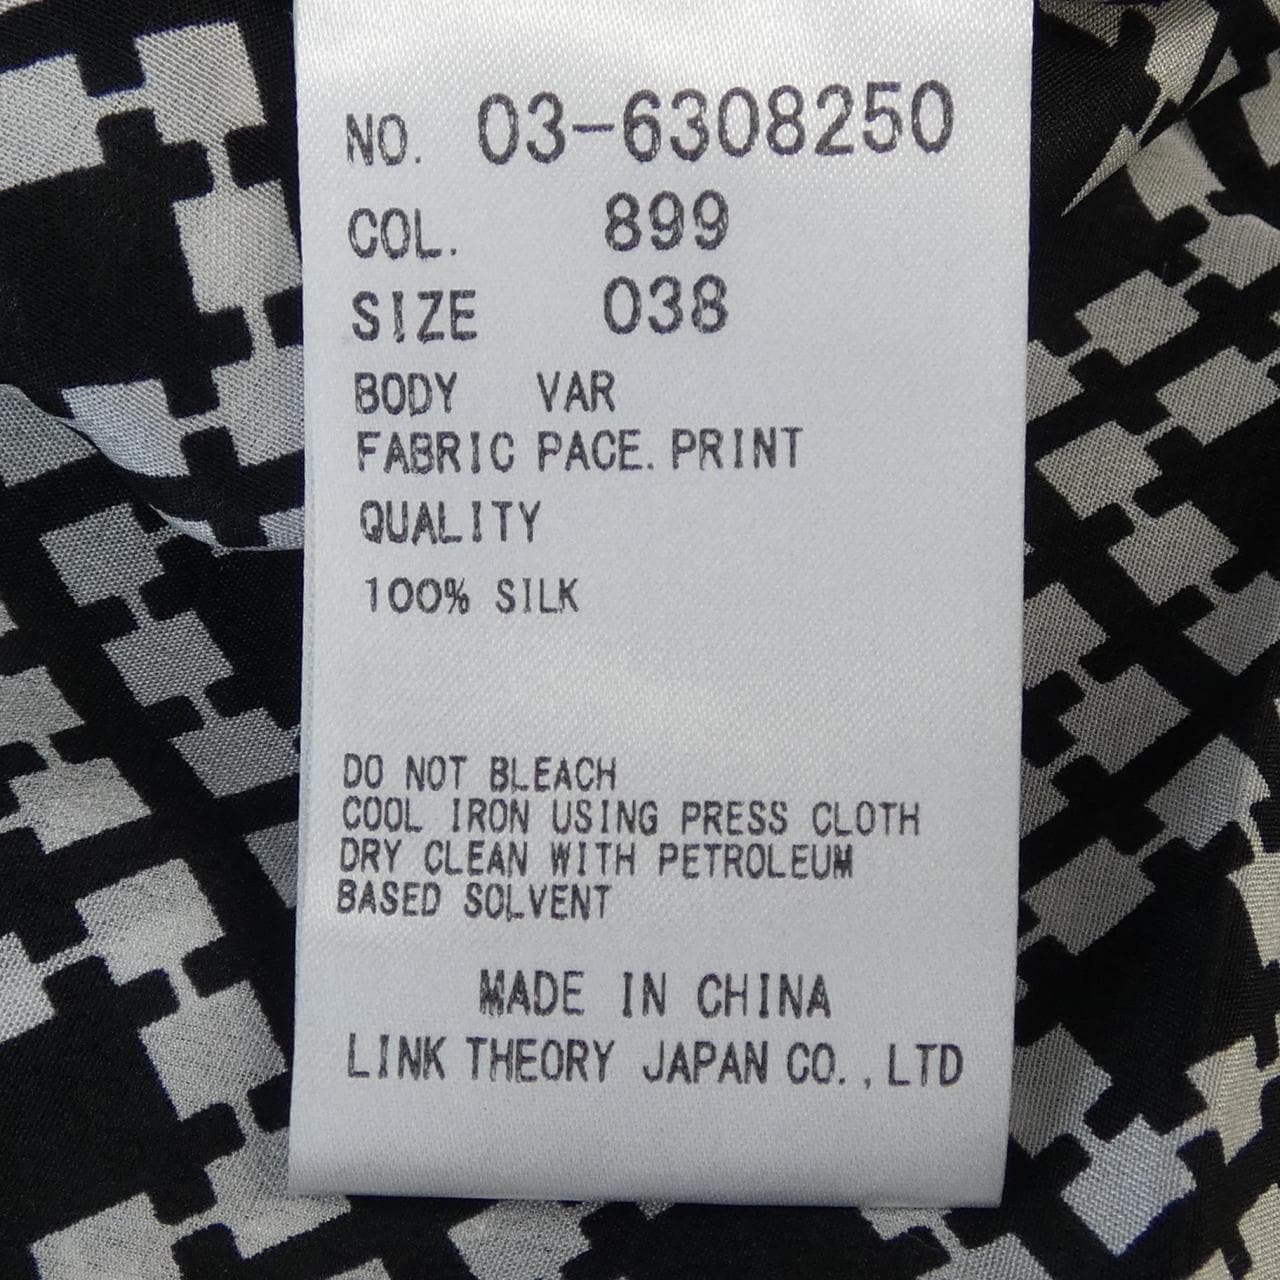 NO. 03-6308250
COL. 899
SIZE 038
BODY VAR
FABRIC PACE.PRINT
QUALITY
100% SILK
DO NOT BLEACH
COOL IRON USING PRESS CLOTH
DRY CLEAN WITH PETROLEUM
BASED SOLVENT
MADE IN CHINA
LINK THEORY JAPAN CO.,LTD